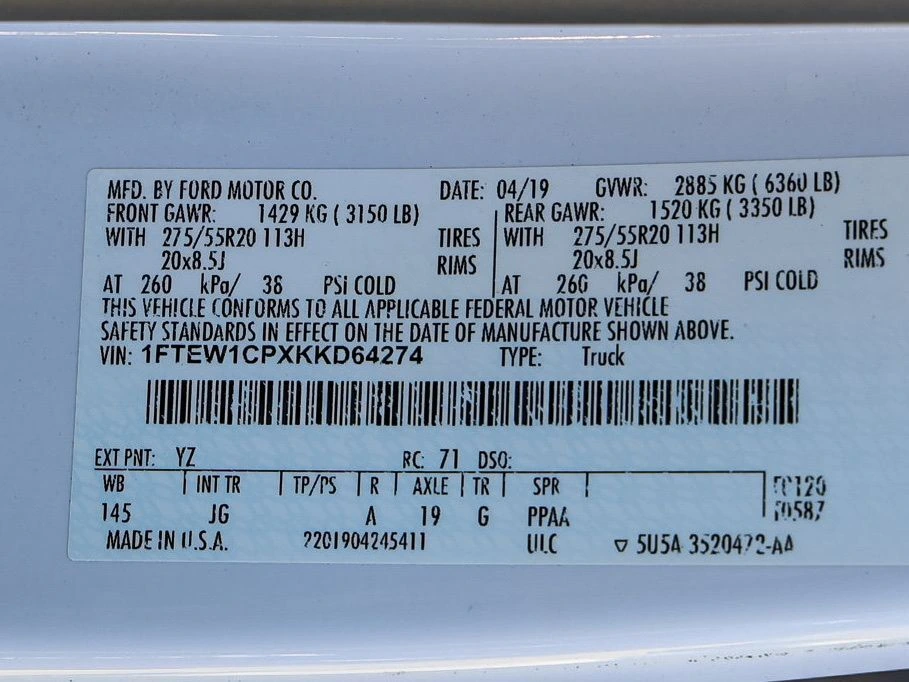 MFD. BY FORD MOTOR CO. DATE: 04/19 GVWR: 2885 KG ( 6360 LB)
FRONT GAWR: 1429 KG ( 3150 LB) REAR GAWR: 1520 KG ( 3350 LB)
WITH 275/55R20 113H TIRES WITH 275/55R20 113H TIRES
20x8.5J RIMS 20x8.5J RIMS
AT 260 kPa/ 38 PSI COLD AT 260 kPa/ 38 PSI COLD
THIS VEHICLE CONFORMS TO ALL APPLICABLE FEDERAL MOTOR VEHICLE
SAFETY STANDARDS IN EFFECT ON THE DATE OF MANUFACTURE SHOWN ABOVE.
VIN: 1FTEW1CPXKKD64274 TYPE: Truck
EXT PNT: YZ RC: 71 DSO:
WB INT TR TP/PS R AXLE TR SPR
145 JG A 19 G PPAA
MADE IN U.S.A. ?201904245411 ULC ▽ 5U5A 3520472-AA